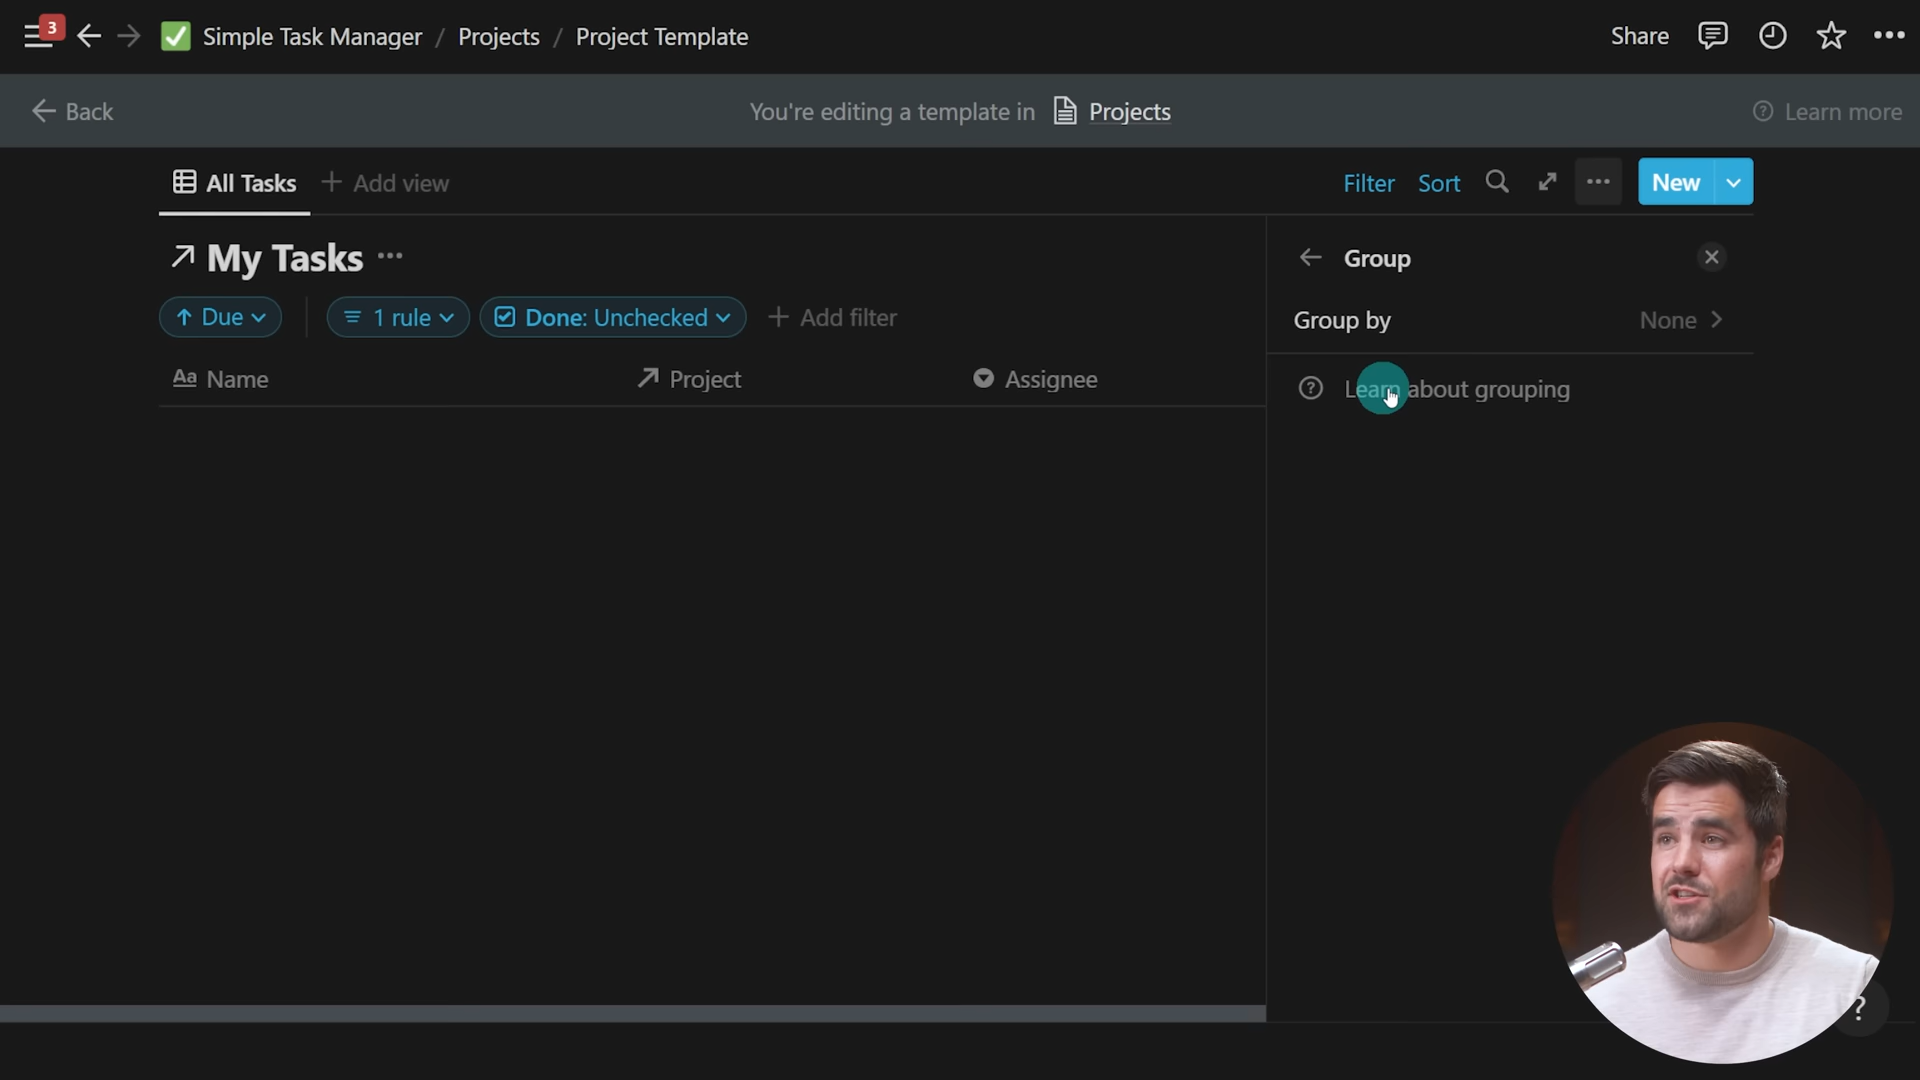 3
Simple Task Manager / Projects / Project Template
Share
Back
You're editing a template in Projects
Learn more
All Tasks
Add view
Filter Sort
New
My Tasks
Group
Due
1 rule
Done: Unchecked
Add filter
Group by
None
Aa Name
Project
Assignee
Learn about grouping
?